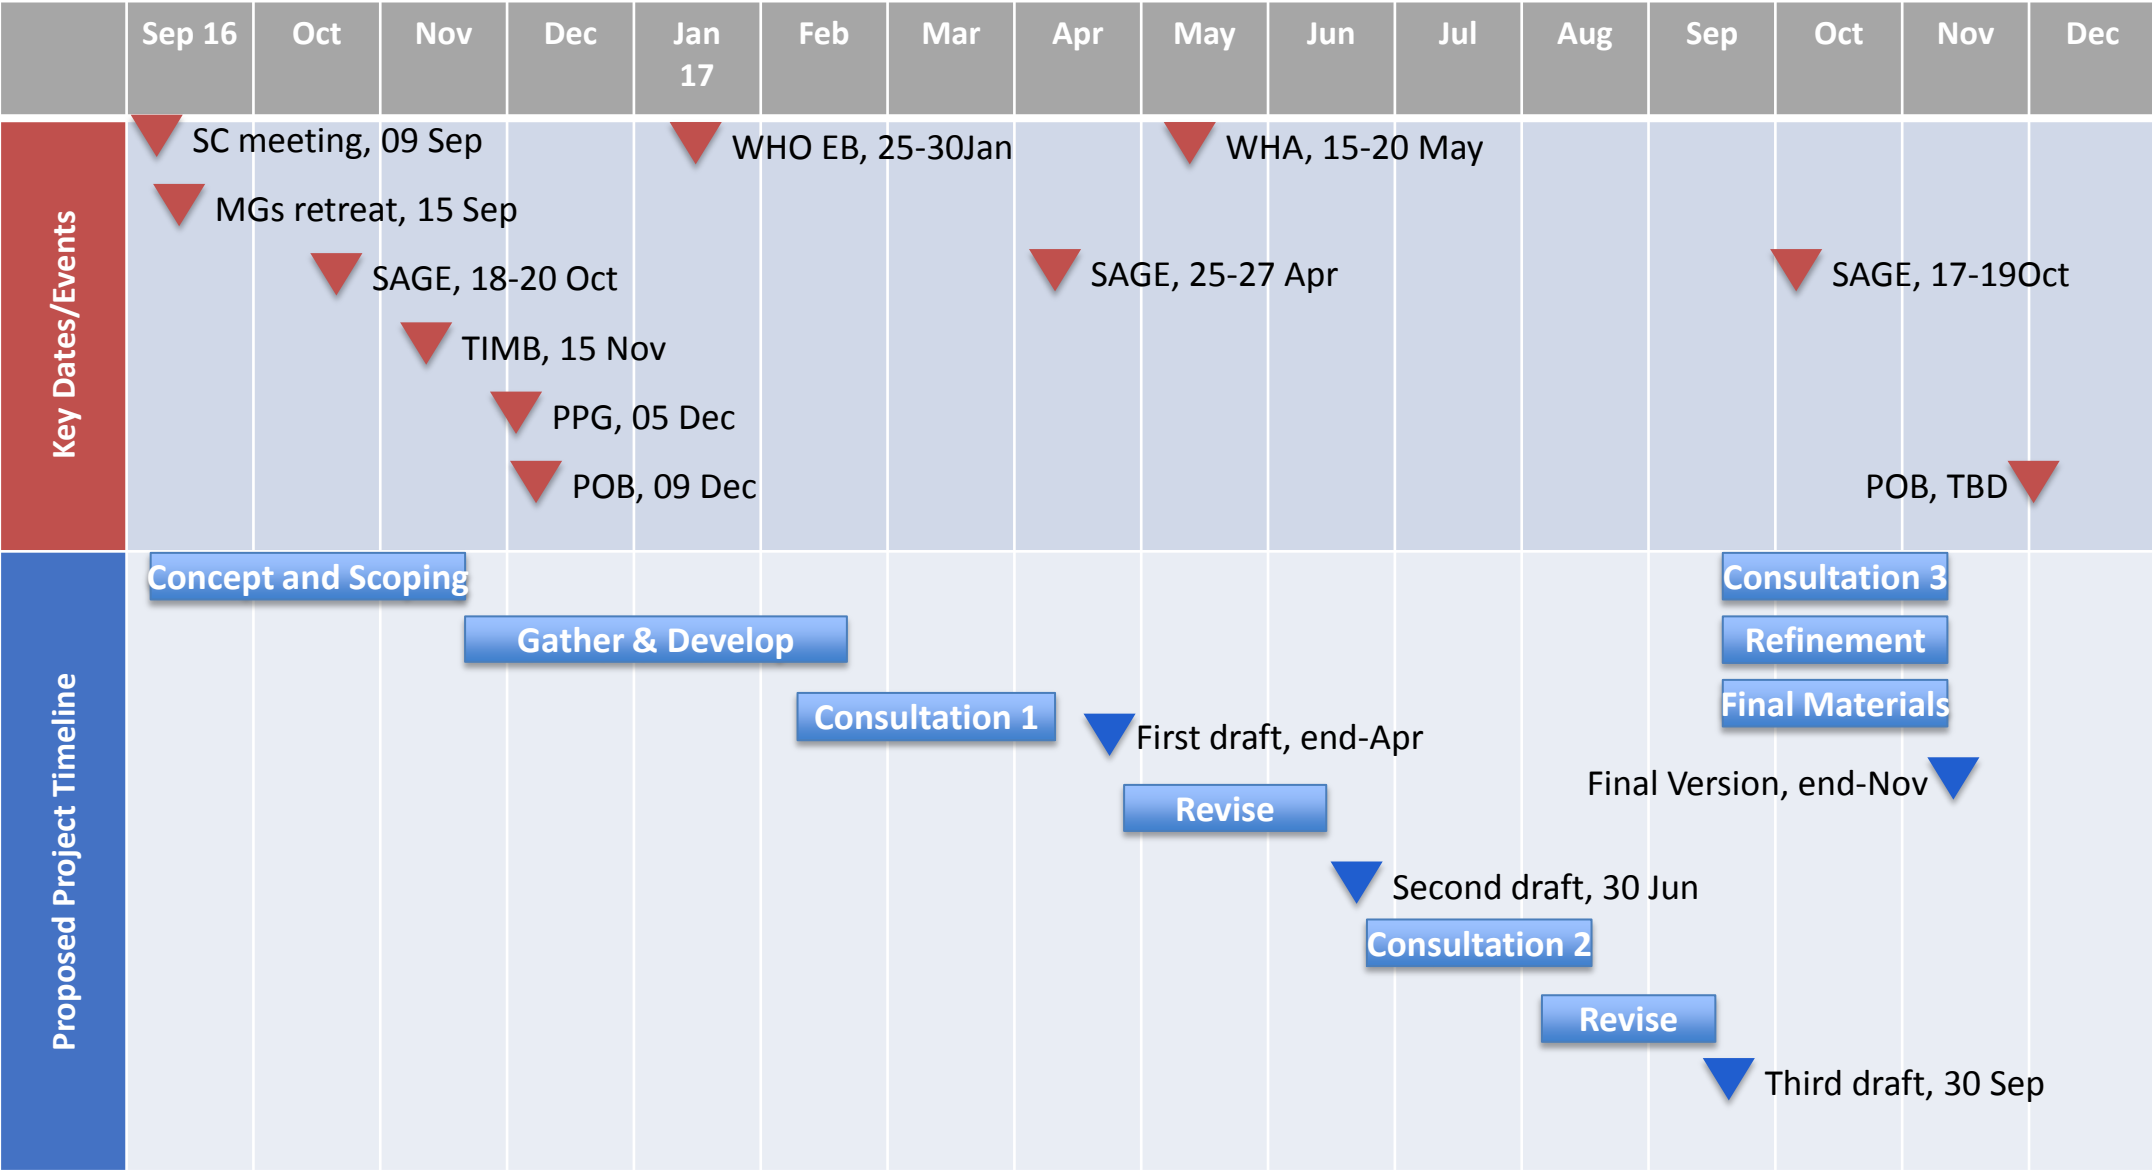 Sep 16 Oct Nov Dec Jan Feb Mar Apr May Jun Jul Aug Sep Oct Nov Dec
17
Key Dates/Events
SC meeting, 09 Sep
WHO EB, 25-30Jan
WHA, 15-20 May
MGs retreat, 15 Sep
SAGE, 18-20 Oct
SAGE, 25-27 Apr
SAGE, 17-19Oct
TIMB, 15 Nov
PPG, 05 Dec
POB, 09 Dec
POB, TBD
Proposed Project Timeline
Concept and Scoping
Consultation 3
Gather & Develop
Refinement
Consultation 1
Final Materials
First draft, end-Apr
Final Version, end-Nov
Revise
Second draft, 30 Jun
Consultation 2
Revise
Third draft, 30 Sep